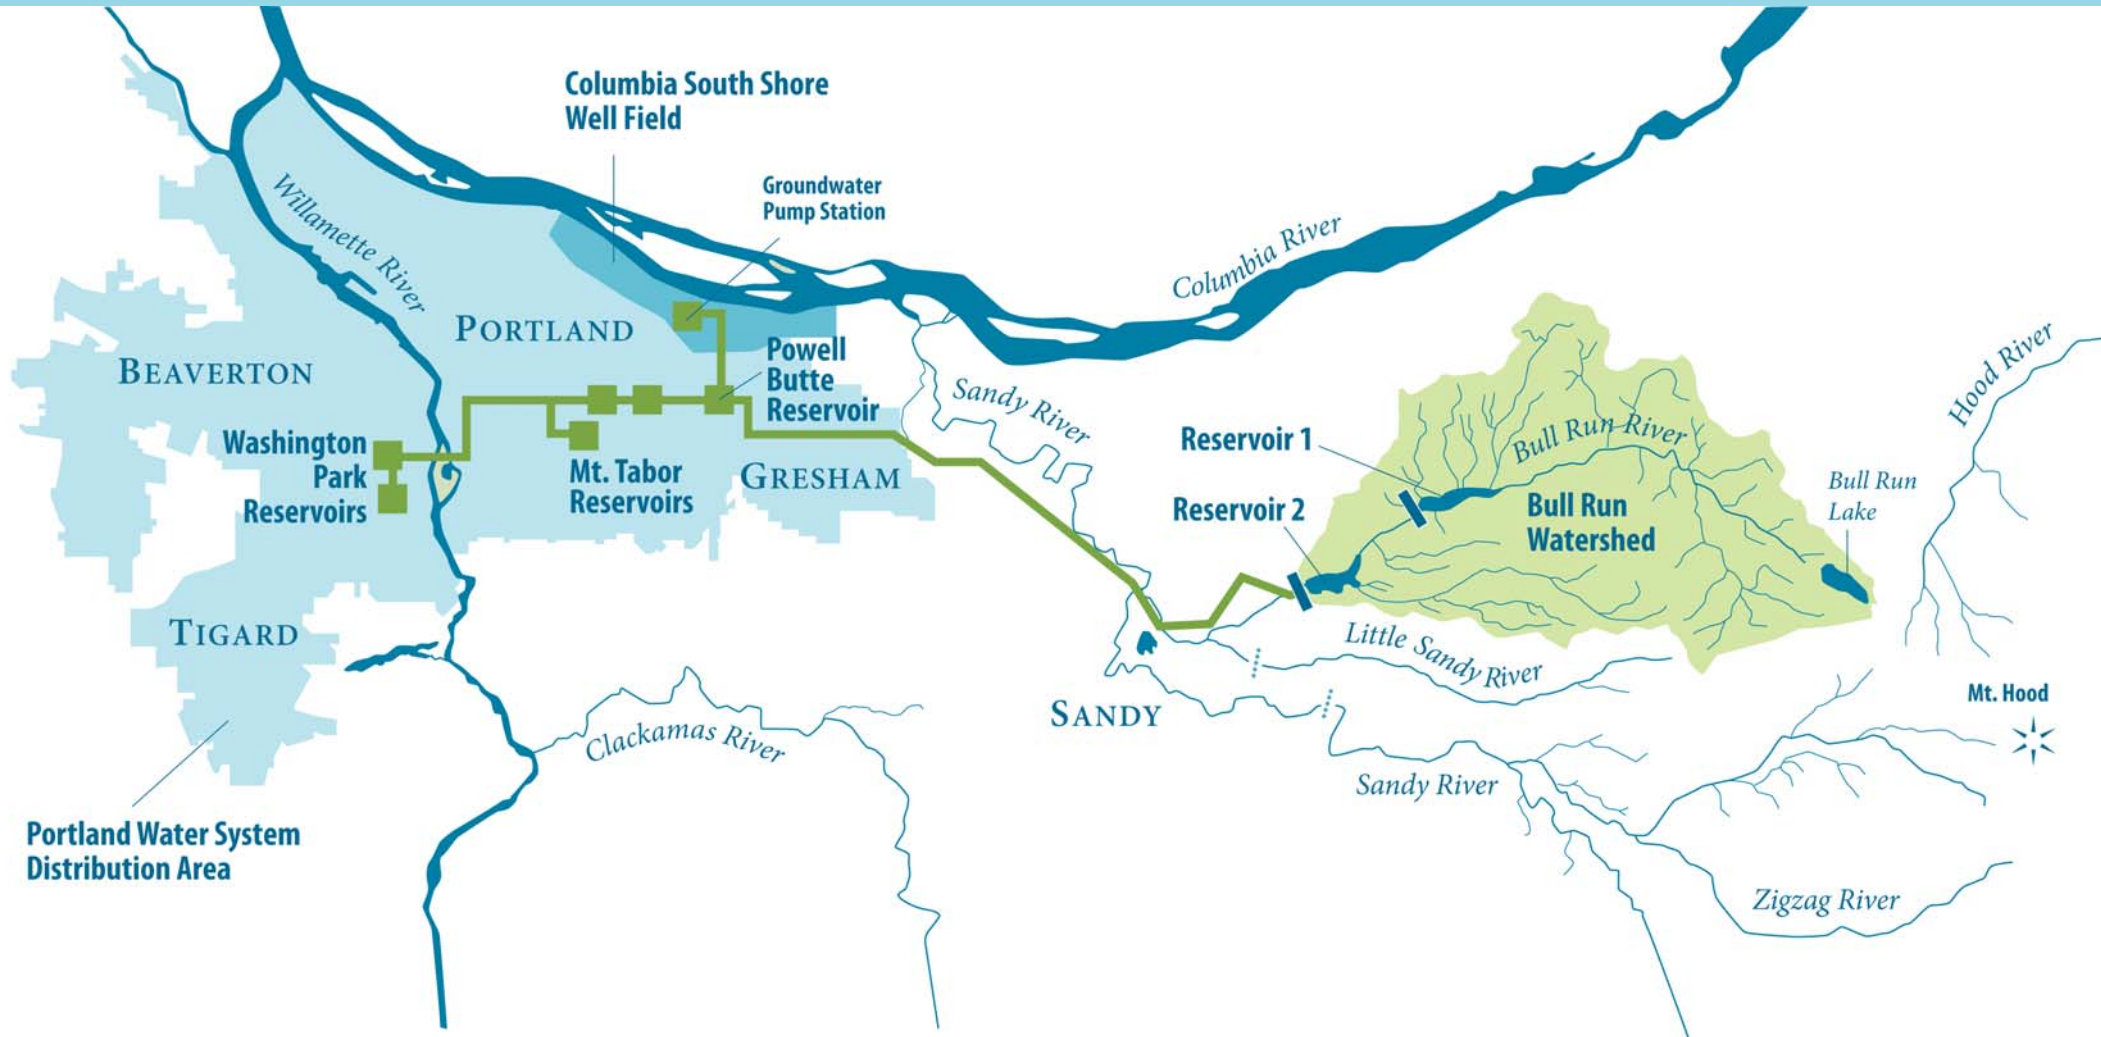 Columbia South Shore
Well Field
Groundwater
Pump Station
Willamette River
Columbia River
PORTLAND
BEAVERTON
Powell
Butte
Reservoir
Sandy River
Hood River
Washington
Park
Reservoirs
Mt. Tabor
Reservoirs
GRESHAM
Reservoir 1
Reservoir 2
Bull Run River
Bull Run
Watershed
Bull Run
Lake
TIGARD
Little Sandy River
SANDY
Mt. Hood
Clackamas River
Sandy River
Portland Water System
Distribution Area
Zigzag River